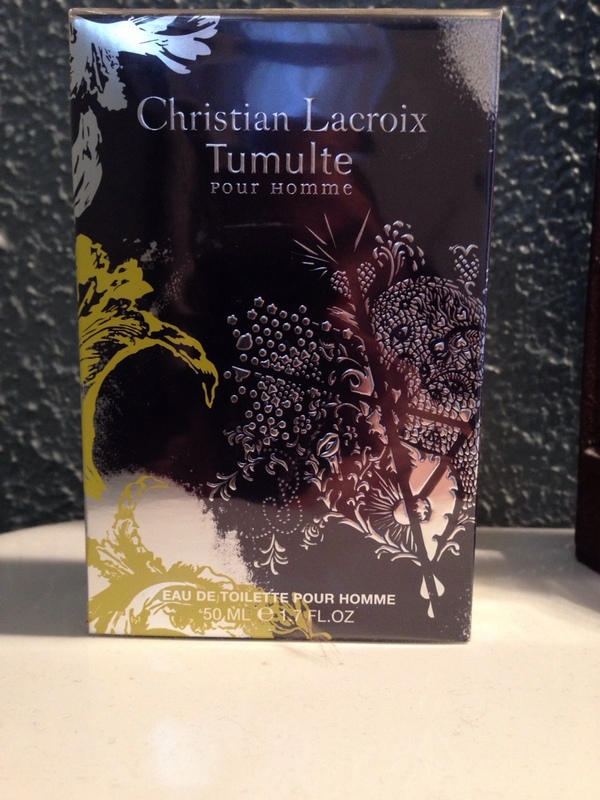 Christian Lacroix
Tumulte
Pour Homme
EAU DE TOILETTE POUR HOMME
50 ML ℮ 1.7 FL.OZ